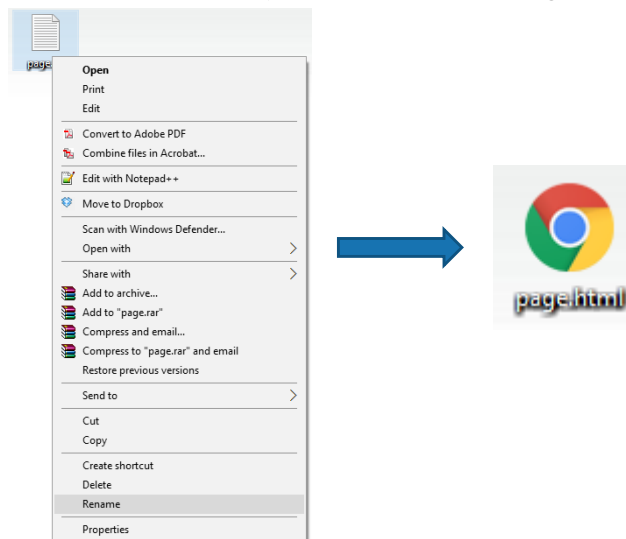 Open
Print
Edit
Convert to Adobe PDF
Combine files in Acrobat...
Edit with Notepad++
Move to Dropbox
Scan with Windows Defender...
Open with
Share with
Add to archive...
Add to "page.rar"
Compress and email...
Compress to "page.rar" and email
Restore previous versions
Send to
Cut
Copy
Create shortcut
Delete
Rename
Properties
page.html